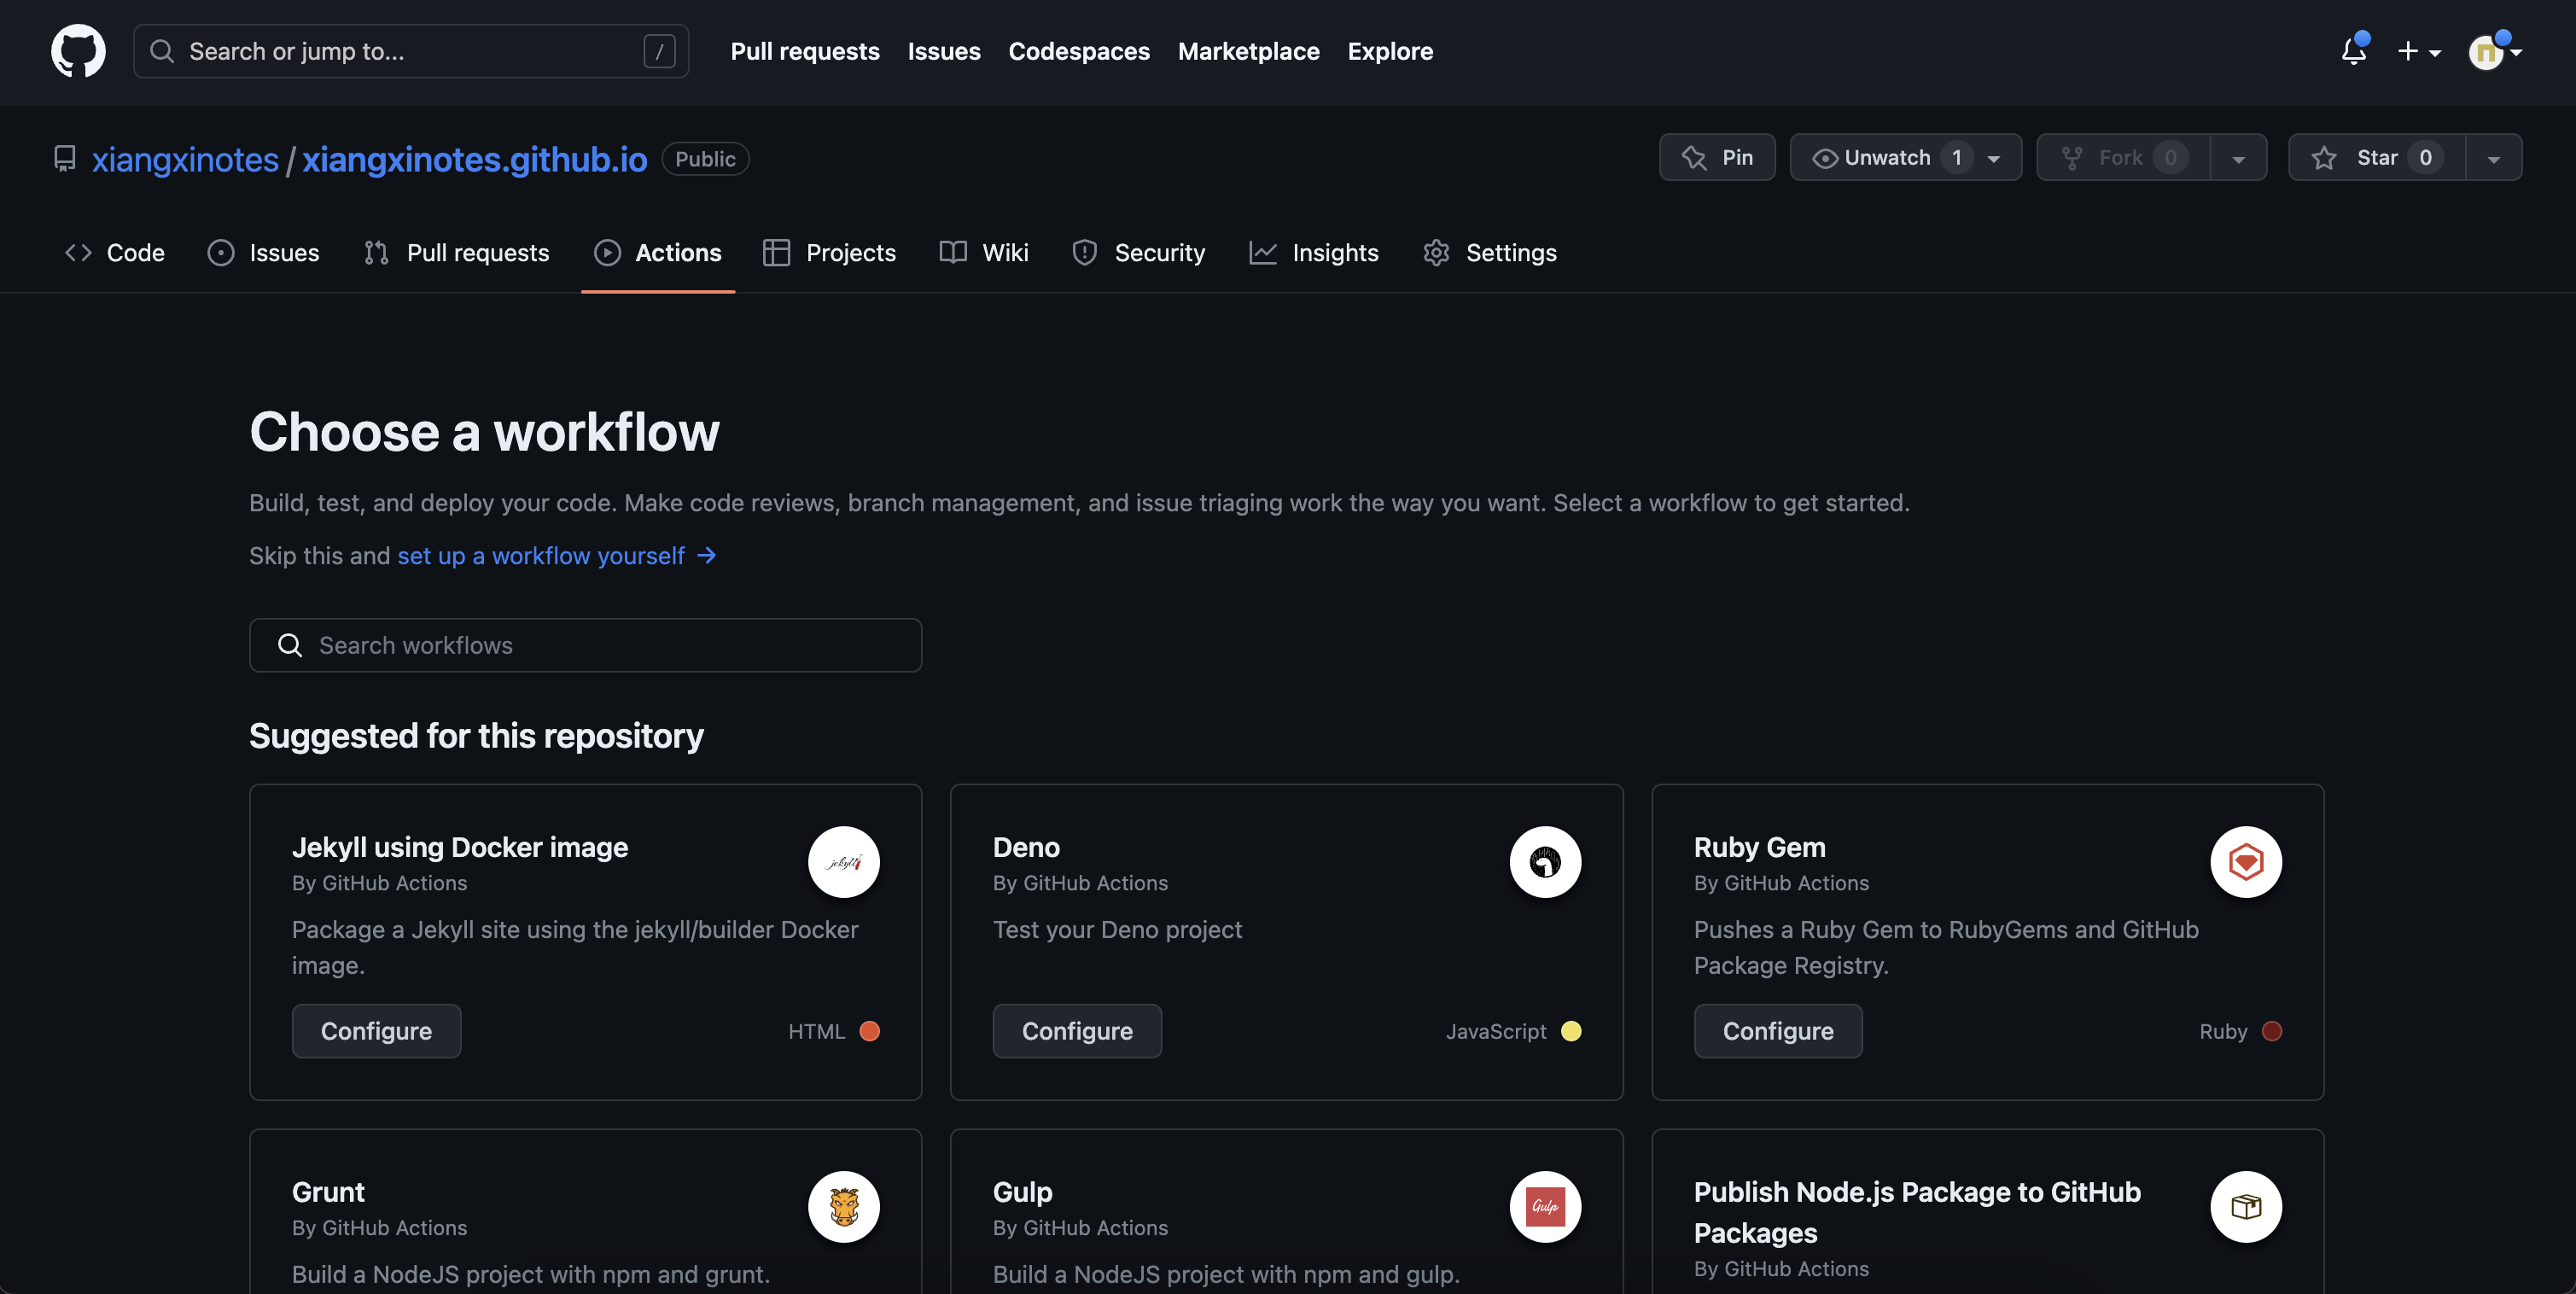 Search or jump to... /
Pull requests Issues Codespaces Marketplace Explore
xiangxinotes / xiangxinotes.github.io Public
Pin Unwatch 1 Fork 0 Star 0
Code Issues Pull requests Actions Projects Wiki Security Insights Settings
Choose a workflow
Build, test, and deploy your code. Make code reviews, branch management, and issue triaging work the way you want. Select a workflow to get started.
Skip this and set up a workflow yourself →
Search workflows
Suggested for this repository
Jekyll using Docker image
By GitHub Actions
jekyll
Package a Jekyll site using the jekyll/builder Docker
image.
Configure HTML
Deno
By GitHub Actions
Test your Deno project
Configure JavaScript
Ruby Gem
By GitHub Actions
Pushes a Ruby Gem to RubyGems and GitHub
Package Registry.
Configure Ruby
Grunt
By GitHub Actions
Build a NodeJS project with npm and grunt.
Gulp
By GitHub Actions
Gulp
Build a NodeJS project with npm and gulp.
Publish Node.js Package to GitHub
Packages
By GitHub Actions